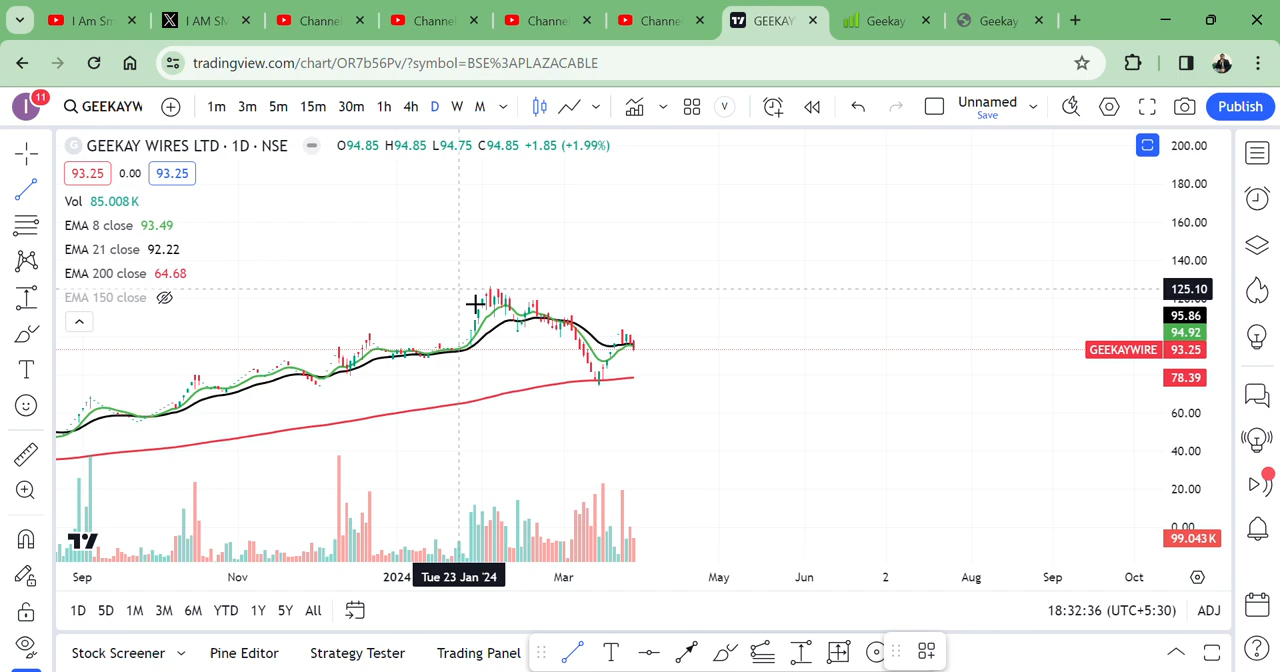 I Am Sm
I AM SM
Channel
Channel
Channel
Channe
GEEKAY
Geekay
Geekay
tradingview.com/chart/OR7b56Pv/?symbol=BSE%3APLAZACABLE
I 11 GEEKAYW 1m 3m 5m 15m 30m 1h 4h D W M V Unnamed Save Publish
G GEEKAY WIRES LTD · 1D · NSE O94.85 H94.85 L94.75 C94.85 +1.85 (+1.99%)
93.25 0.00 93.25
Vol 85.008K
EMA 8 close 93.49
EMA 21 close 92.22
EMA 200 close 64.68
EMA 150 close
200.00
180.00
160.00
140.00
125.10
95.86
94.92
GEEKAYWIRE 93.25
78.39
60.00
40.00
20.00
0.00
99.043K
Sep Nov 2024 Tue 23 Jan '24 Mar May Jun 2 Aug Sep Oct
1D 5D 1M 3M 6M YTD 1Y 5Y All 18:32:36 (UTC+5:30) ADJ
Stock Screener Pine Editor Strategy Tester Trading Panel